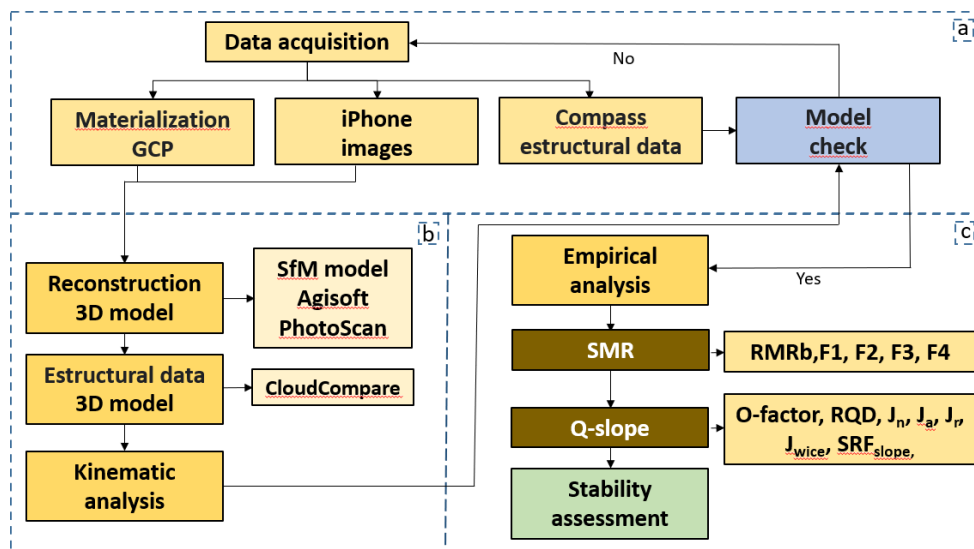 a
Data acquisition
No
Materialization
GCP
iPhone
images
Compass
estructural data
Model
check
b
Reconstruction
3D model
SfM model
Agisoft
PhotoScan
Estructural data
3D model
CloudCompare
Kinematic
analysis
c
Empirical
analysis
Yes
SMR
RMRb,F1, F2, F3, F4
Q-slope
O-factor, RQD, Jn, Ja, Jr,
Jwice, SRFslope,
Stability
assessment